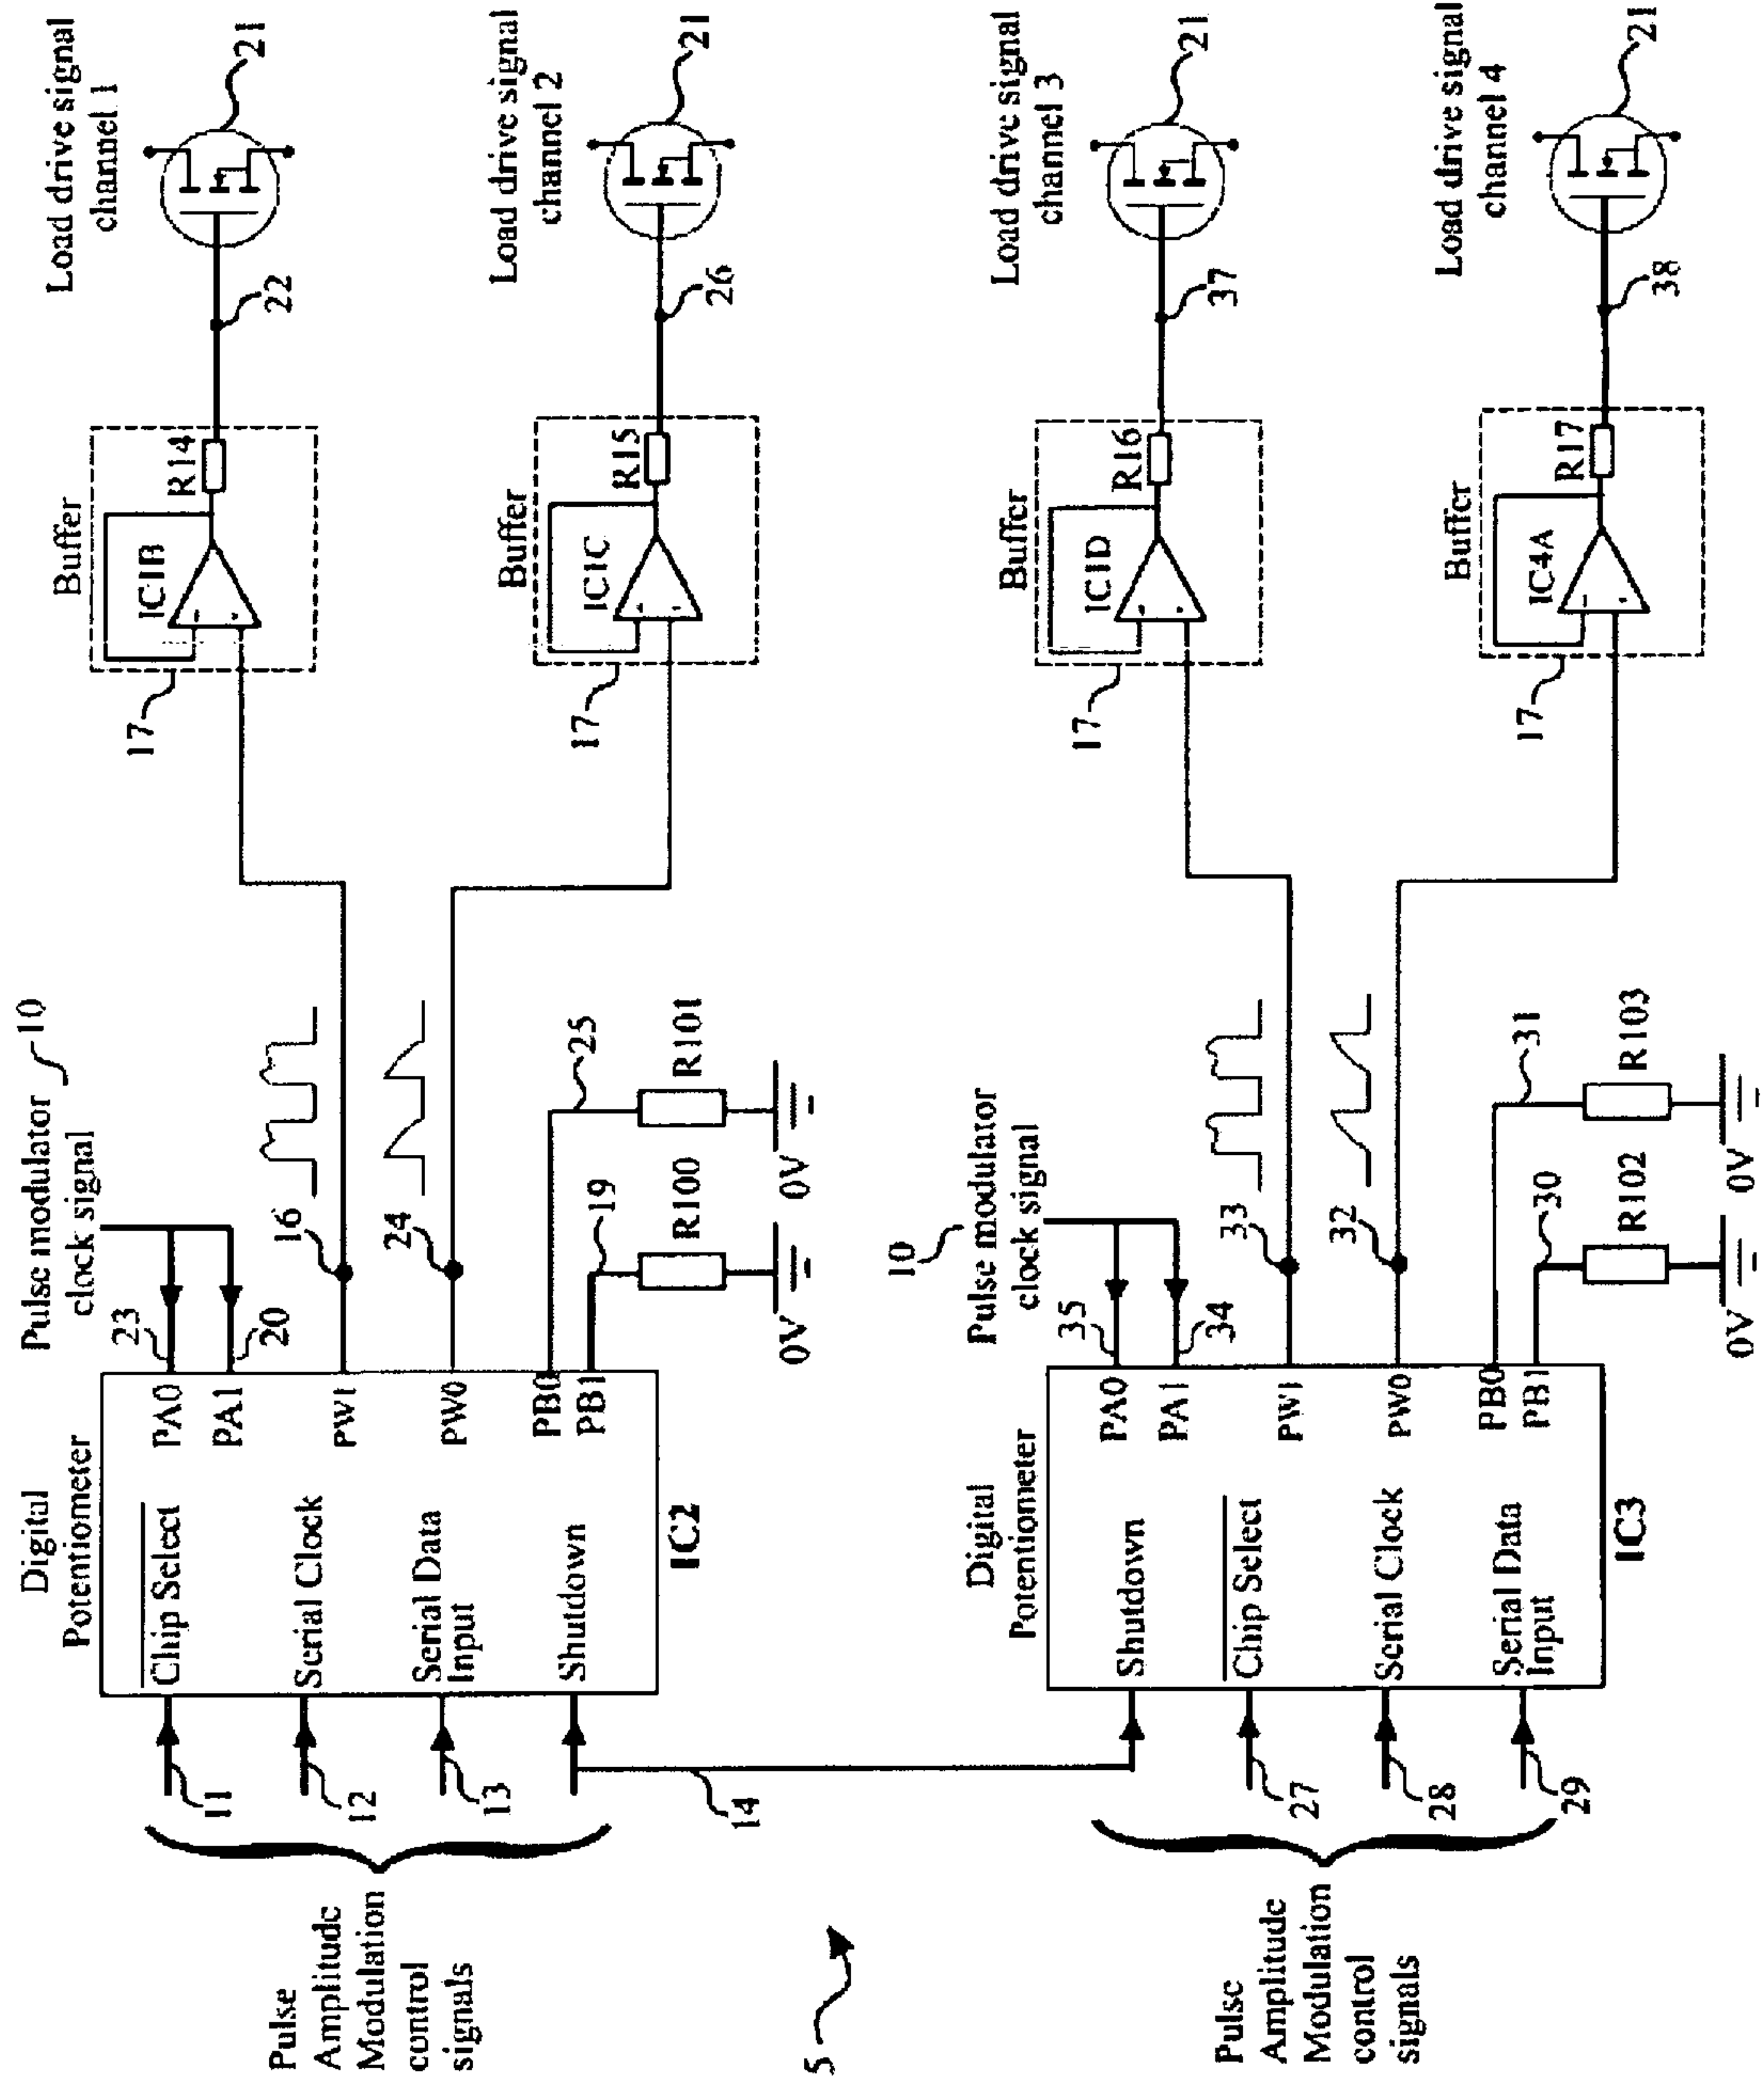 Pulse
Amplitude
Modulation
control
signals
11
12
13
14
Digital
Potentiometer
Chip Select
Serial Clock
Serial Data
Input
Shutdown
IC2
PA0
PA1
PW1
PW0
PB0
PB1
Pulse modulator
clock signal
10
23
20
16
24
19
25
R100
R101
0V
0V
17
Buffer
IC1B
R14
22
Load drive signal
channel 1
21
17
Buffer
IC1C
R15
26
Load drive signal
channel 2
21
5
Pulse
Amplitude
Modulation
control
signals
27
28
29
Digital
Potentiometer
Shutdown
Chip Select
Serial Clock
Serial Data
Input
IC3
PA0
PA1
PW1
PW0
PB0
PB1
10
Pulse modulator
clock signal
35
34
33
32
30
31
R102
R103
0V
0V
17
Buffer
IC1D
R16
37
Load drive signal
channel 3
21
17
Buffer
IC4A
R17
38
Load drive signal
channel 4
21